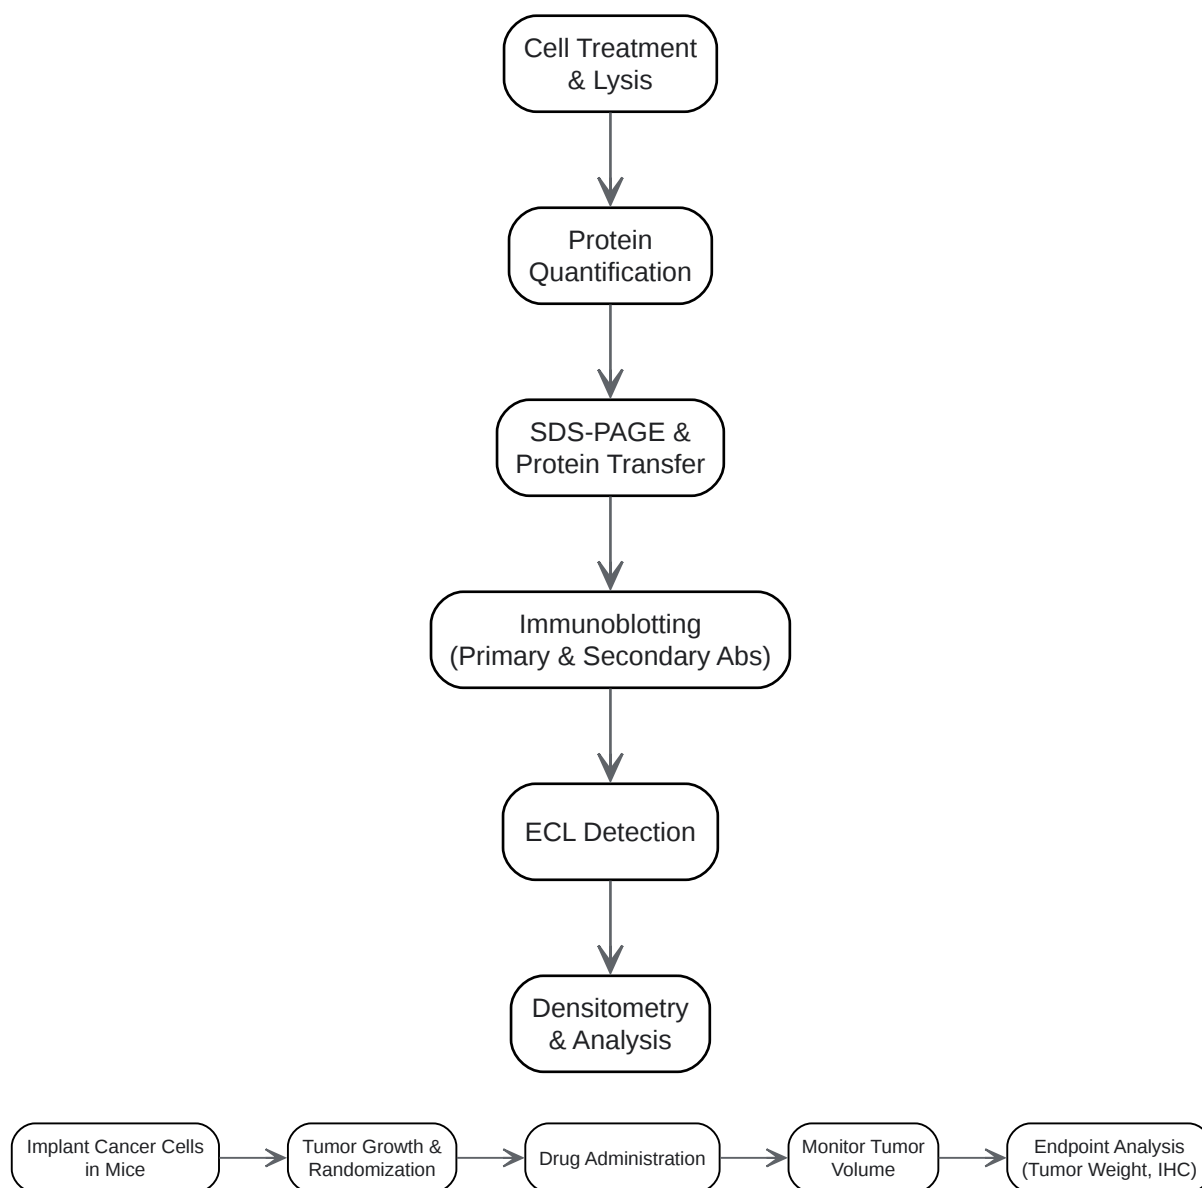 Cell Treatment
& Lysis
Protein
Quantification
SDS-PAGE &
Protein Transfer
Immunoblotting
(Primary & Secondary Abs)
ECL Detection
Densitometry
& Analysis
Implant Cancer Cells
in Mice
Tumor Growth &
Randomization
Drug Administration
Monitor Tumor
Volume
Endpoint Analysis
(Tumor Weight, IHC)